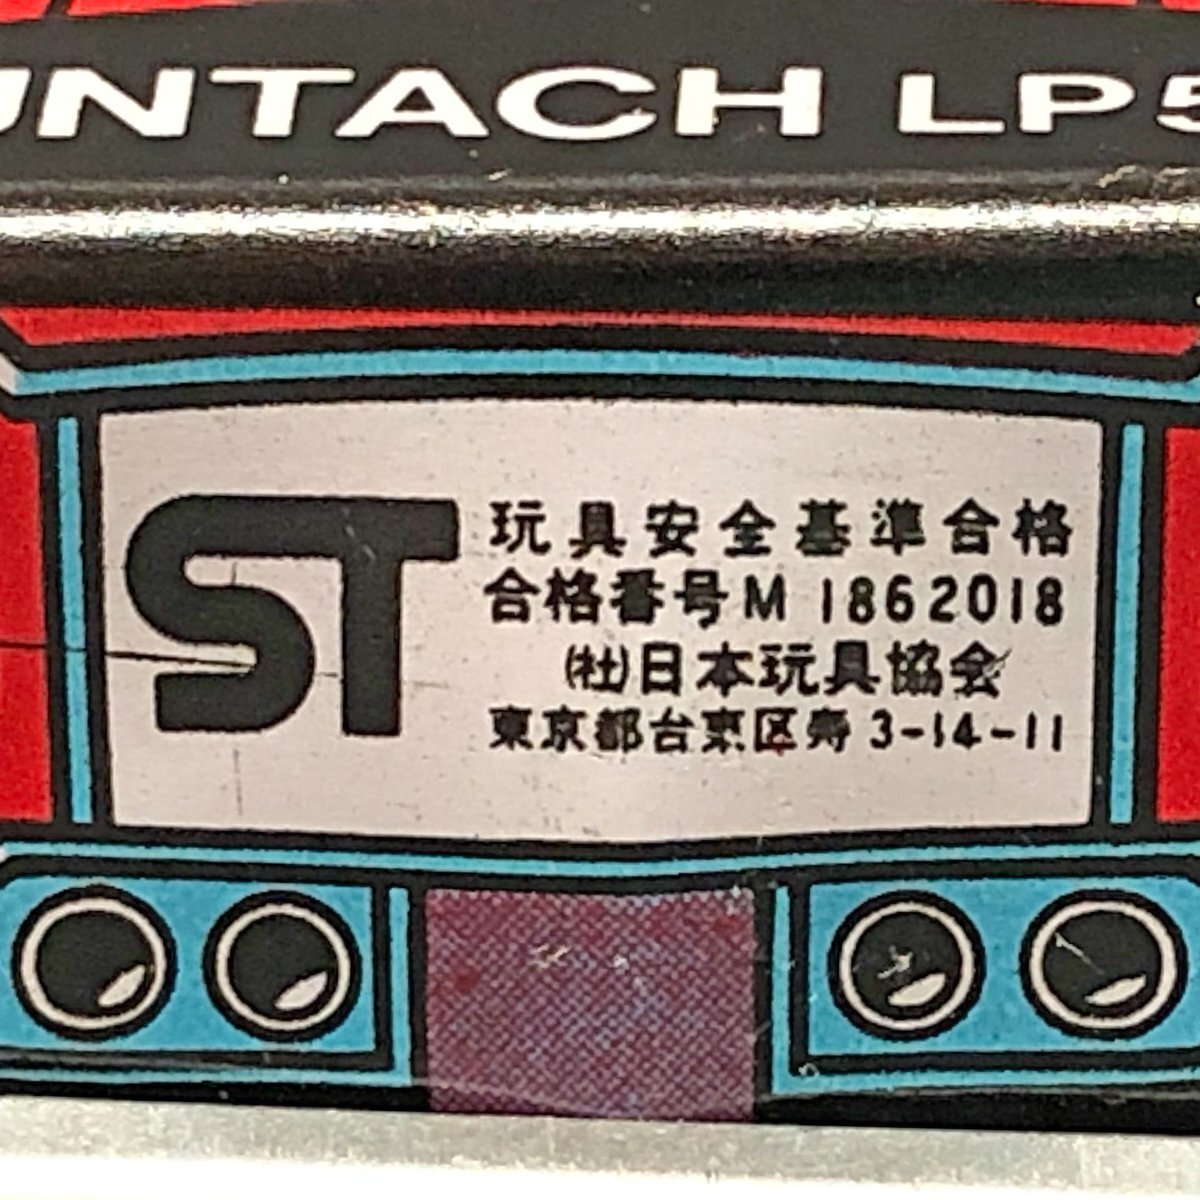 UNTACH LP5
ST
玩具安全基準合格
合格番号M 1862018
(社)日本玩具協会
東京都台東区寿3-14-11